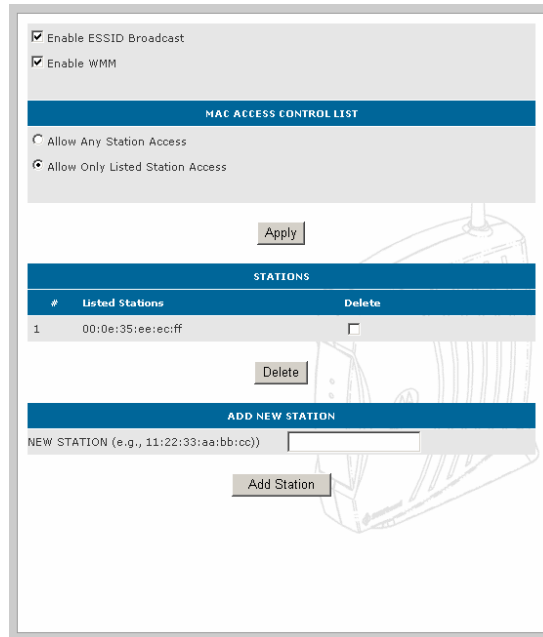 Enable ESSID Broadcast
Enable WMM
MAC ACCESS CONTROL LIST
Allow Any Station Access
Allow Only Listed Station Access
Apply
STATIONS
# Listed Stations Delete
1 00:0e:35:ee:ec:ff
Delete
ADD NEW STATION
NEW STATION (e.g., 11:22:33:aa:bb:cc))
Add Station